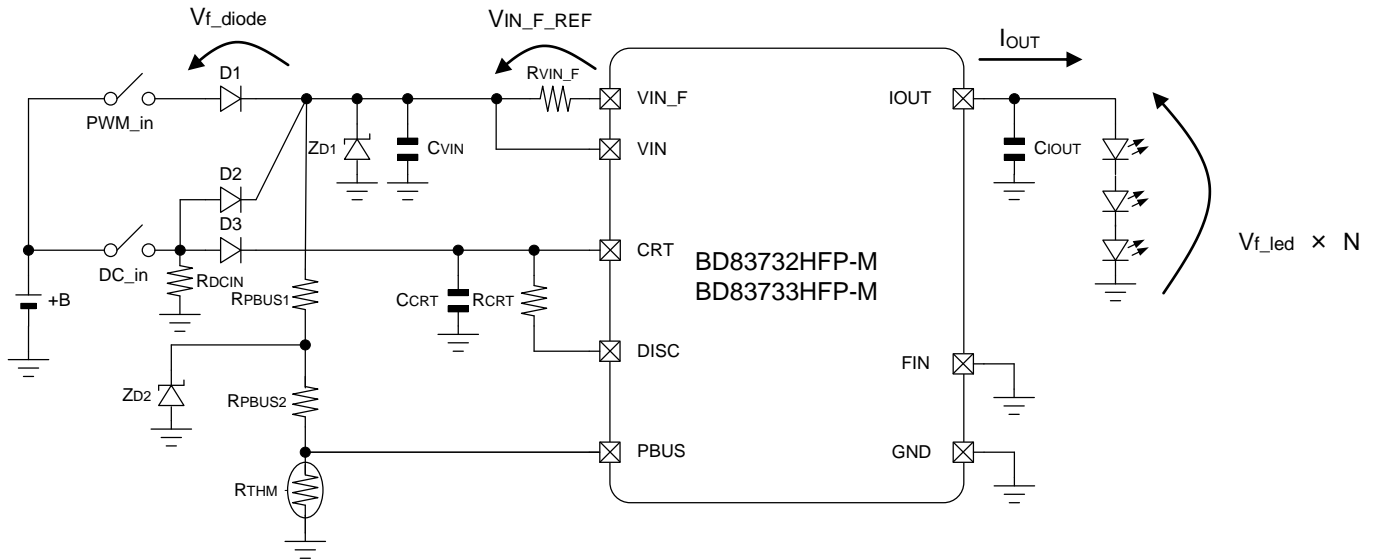 Vf_diode
VIN_F_REF
IOUT
D1
RVIN_F
VIN_F
IOUT
PWM_in
ZD1
CVIN
VIN
CIOUT
D2
D3
CRT
Vf_led × N
DC_in
BD83732HFP-M
BD83733HFP-M
RDCIN
+B
RPBUS1
CCRT
RCRT
DISC
FIN
ZD2
RPBUS2
PBUS
GND
RTHM